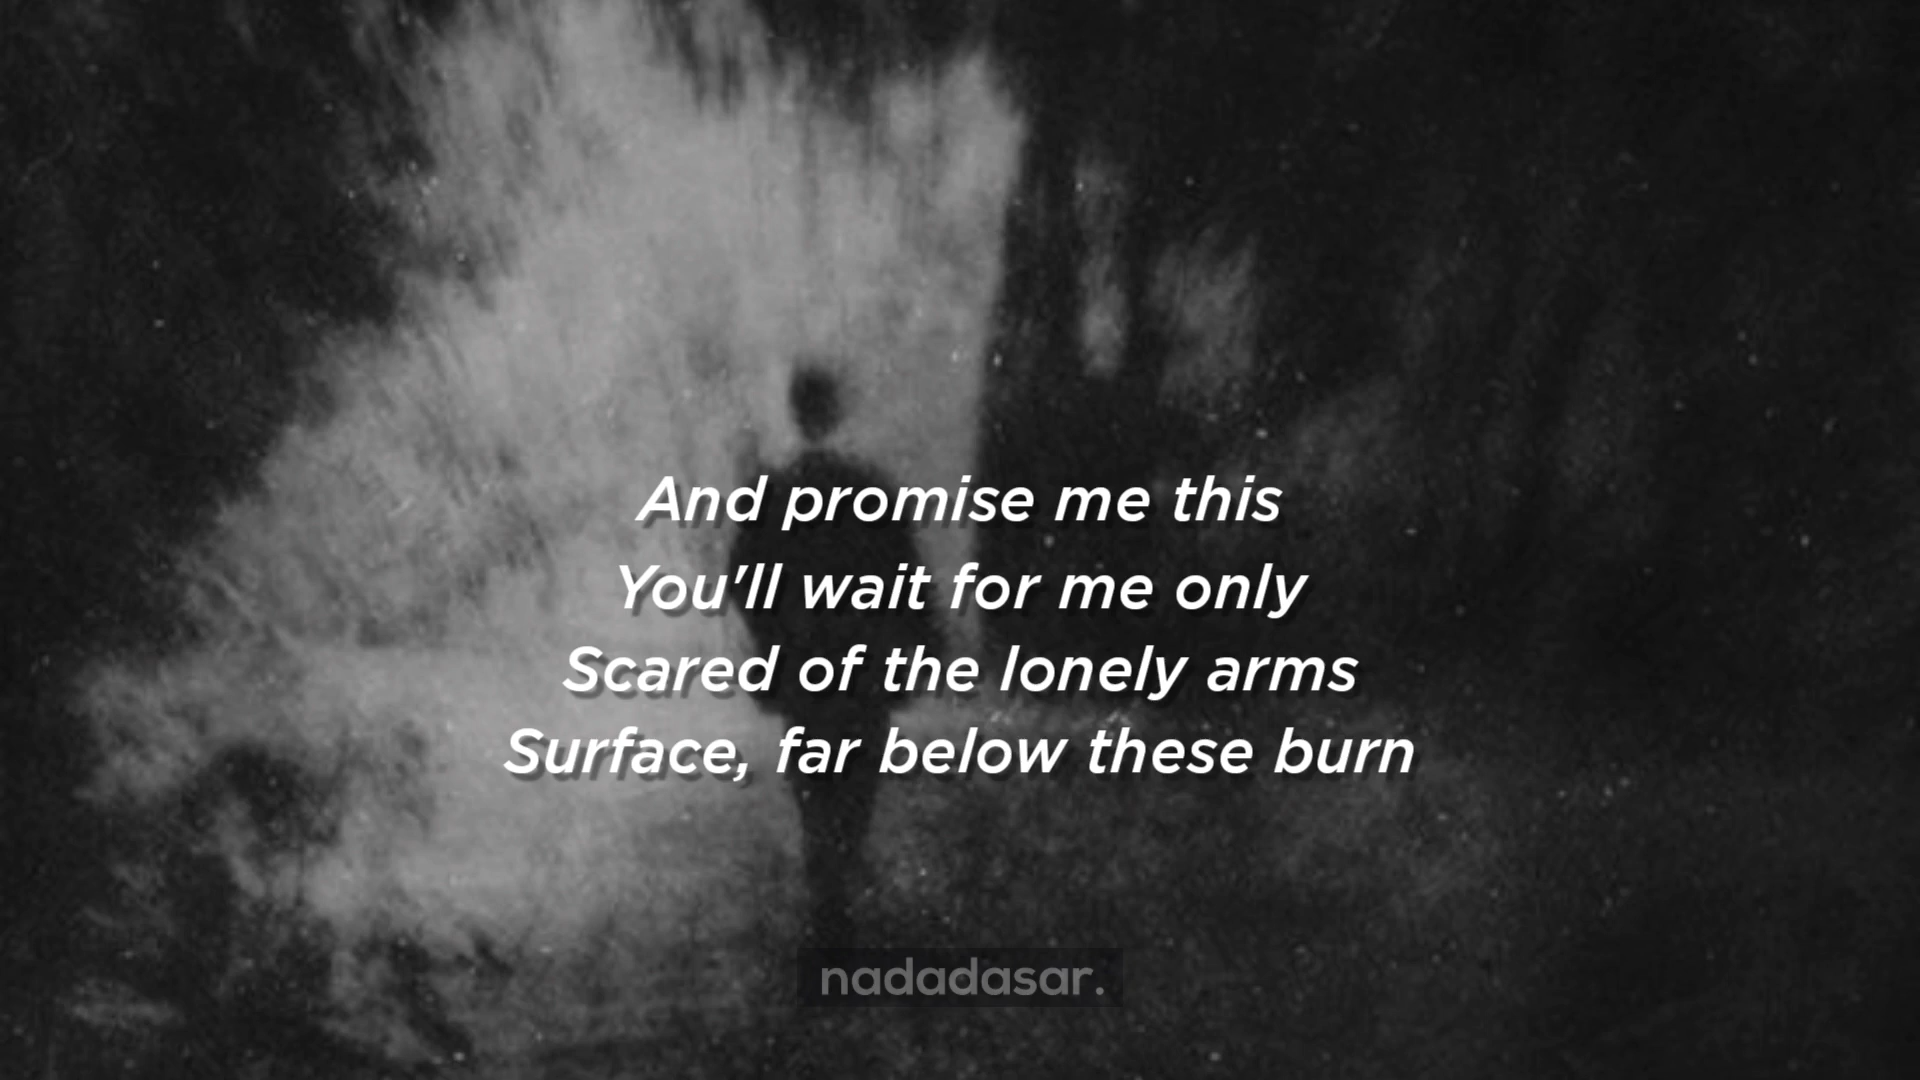 And promise me this
You'll wait for me only
Scared of the lonely arms
Surface, far below these burn
nadadasar.